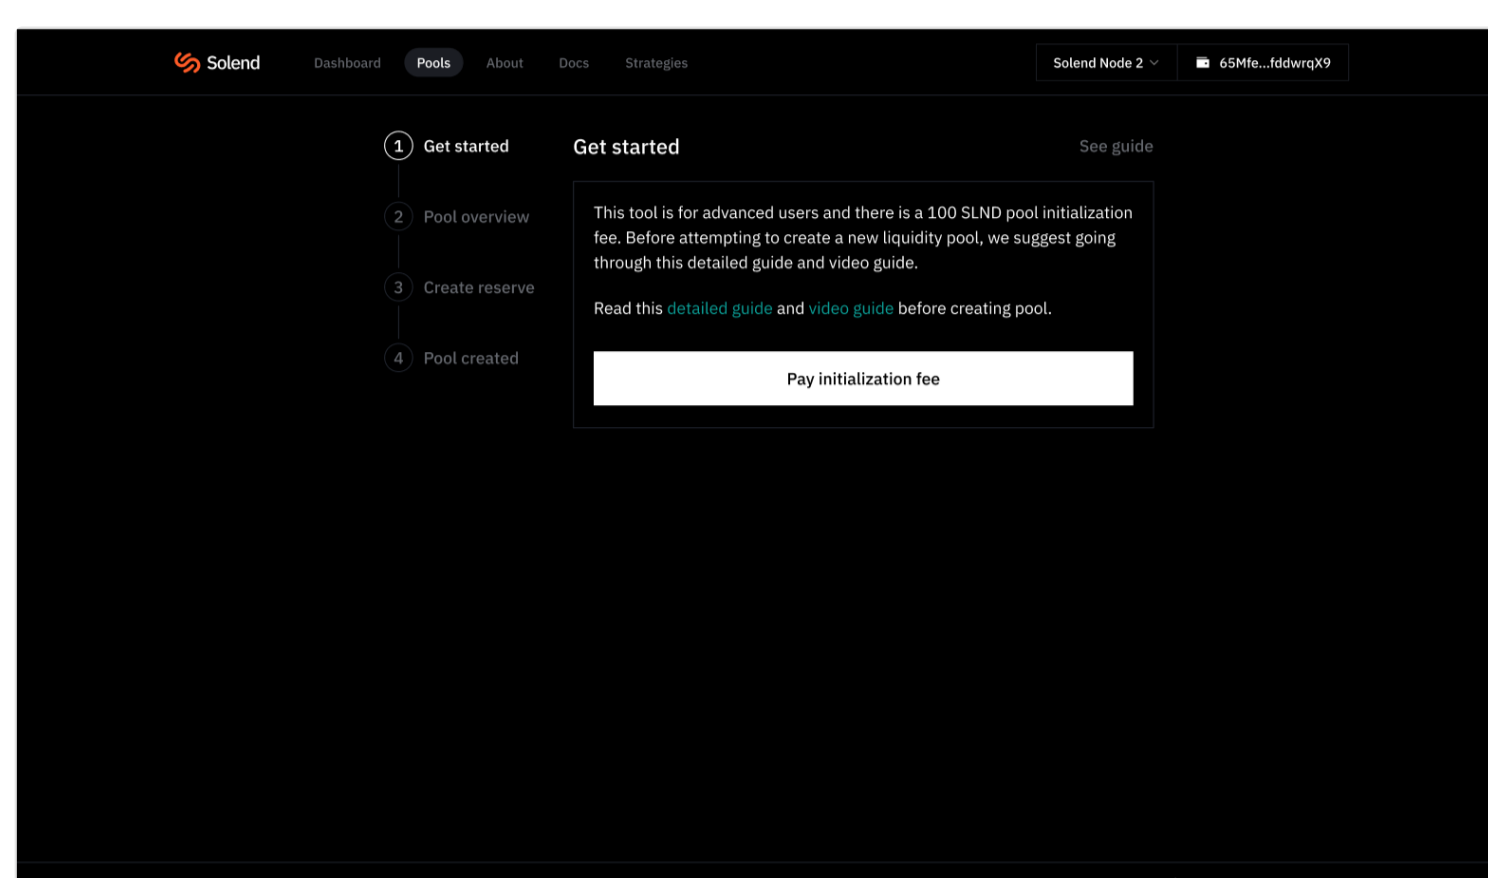 Solend
Dashboard
Pools
About
Docs
Strategies
Solend Node 2
65Mfe...fddwrqX9
1 Get started
2 Pool overview
3 Create reserve
4 Pool created
Get started
See guide
This tool is for advanced users and there is a 100 SLND pool initialization
fee. Before attempting to create a new liquidity pool, we suggest going
through this detailed guide and video guide.
Read this detailed guide and video guide before creating pool.
Pay initialization fee